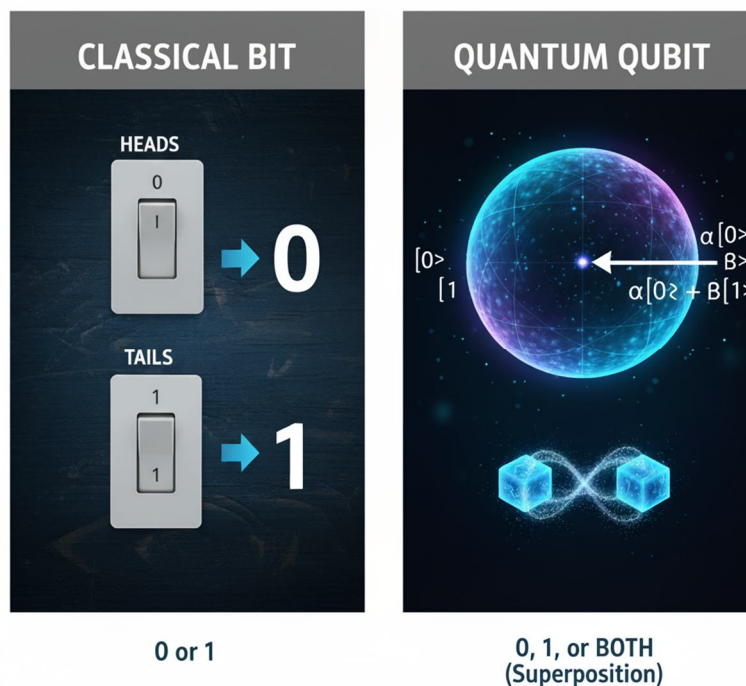 CLASSICAL BIT
HEADS
0
I
0
TAILS
1
1
1
0 or 1
QUANTUM QUBIT
[0>
[1
α[0>
B>
α[0� + B[1>
0, 1, or BOTH
(Superposition)